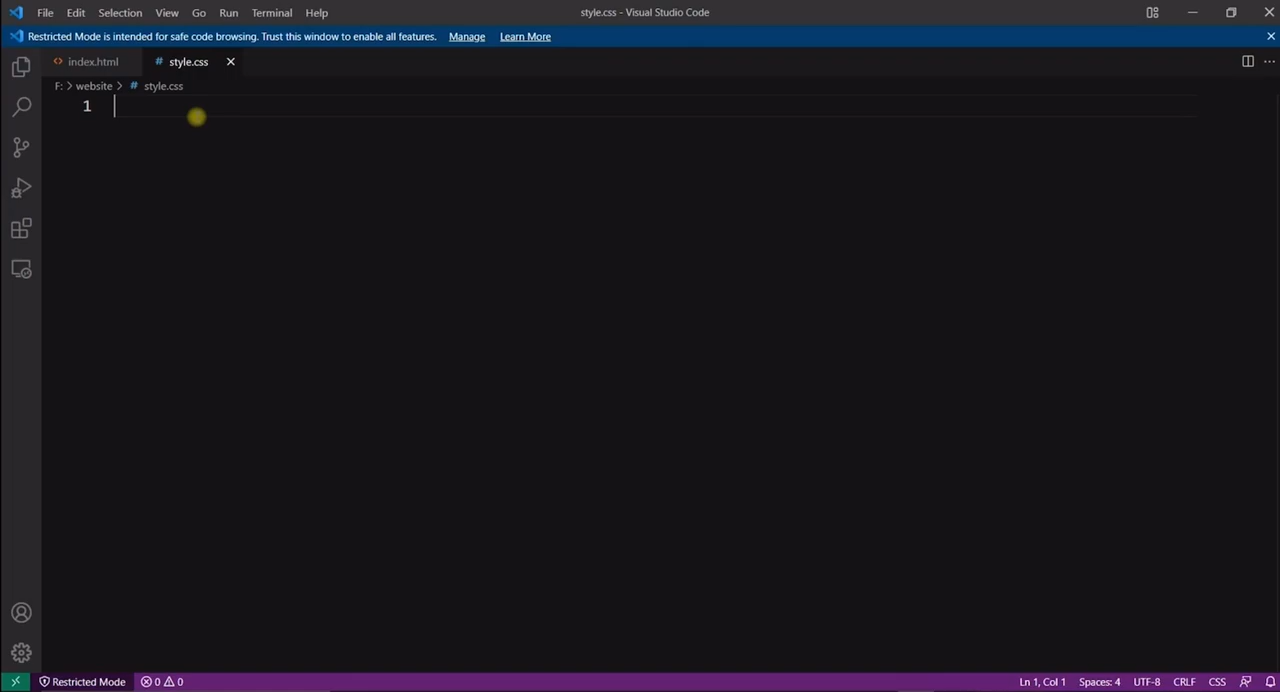 File Edit Selection View Go Run Terminal Help style.css - Visual Studio Code
Restricted Mode is intended for safe code browsing. Trust this window to enable all features. Manage Learn More
index.html # style.css
F: > website > # style.css
1
Restricted Mode 0 0 Ln 1, Col 1 Spaces: 4 UTF-8 CRLF CSS